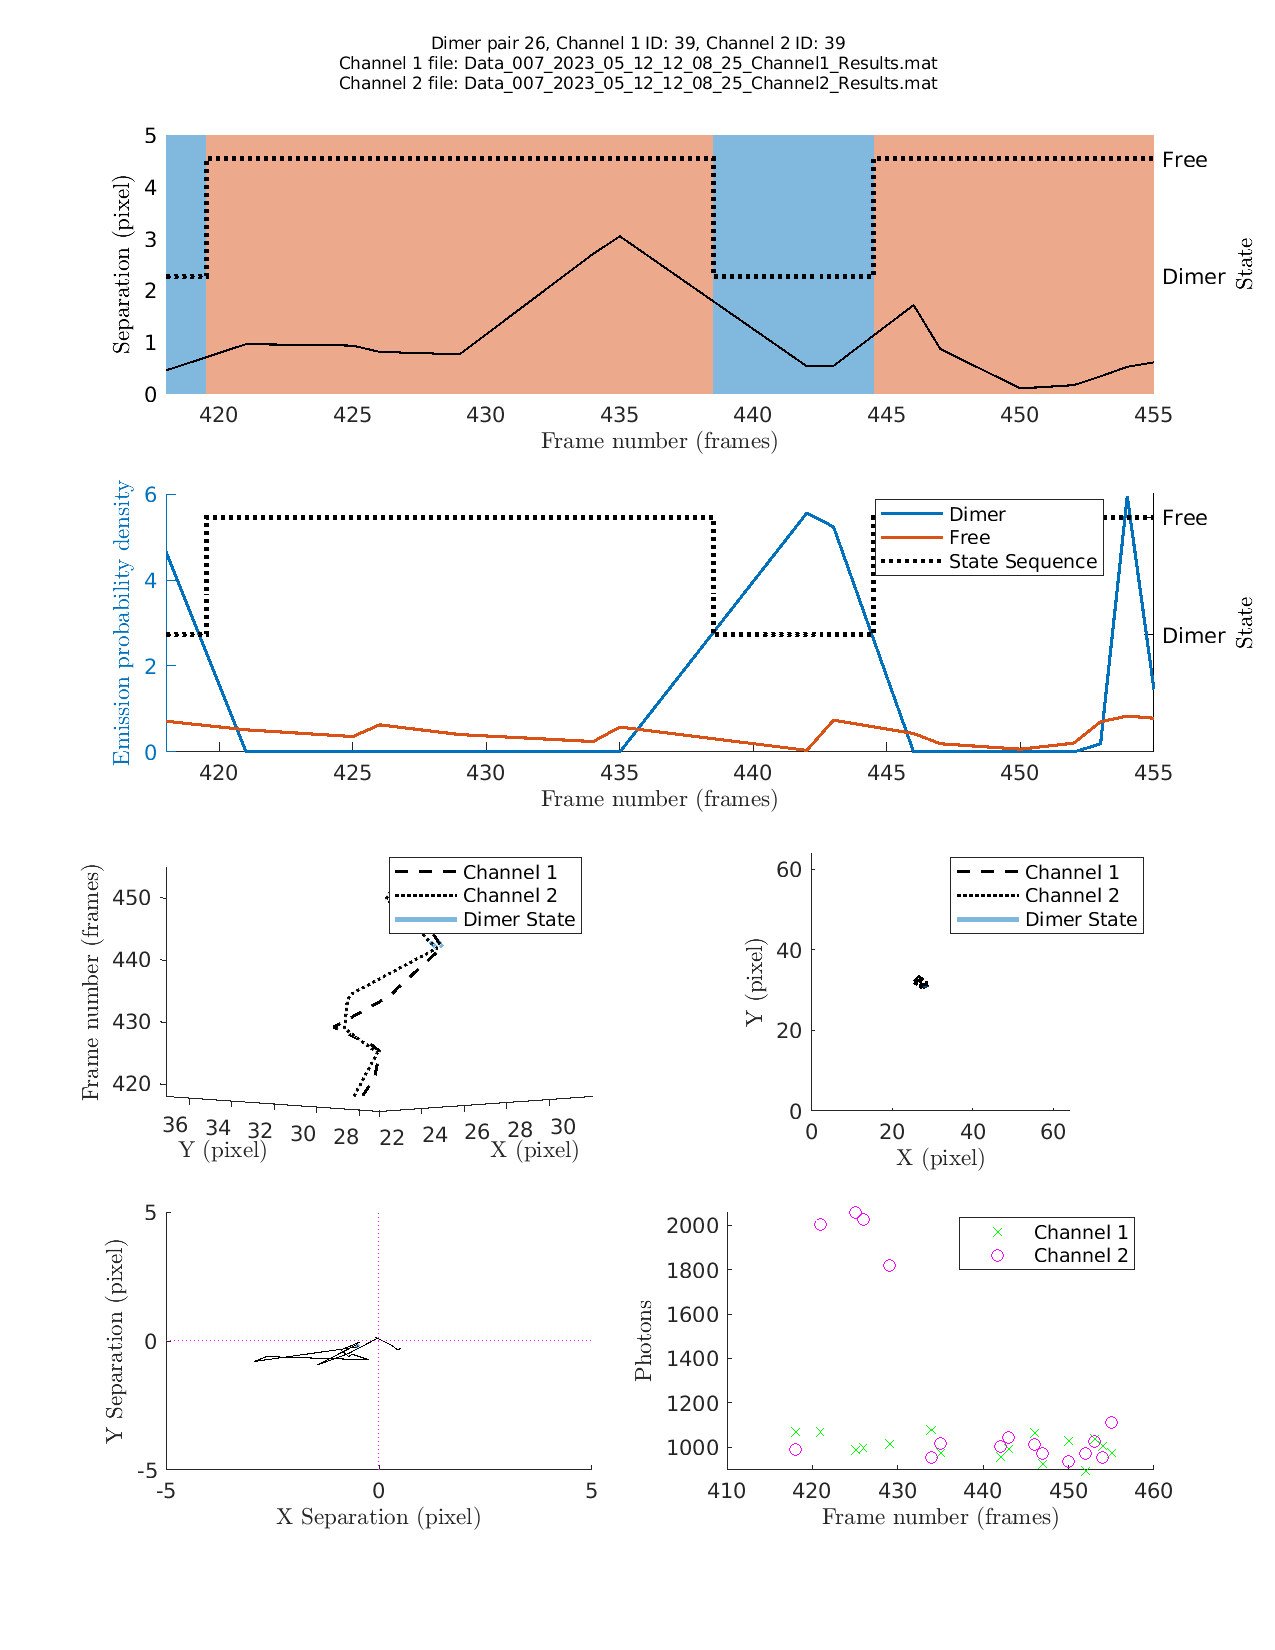 Dimer pair 26, Channel 1 ID: 39, Channel 2 ID: 39
Channel 1 file: Data_007_2023_05_12_12_08_25_Channel1_Results.mat
Channel 2 file: Data_007_2023_05_12_12_08_25_Channel2_Results.mat
Separation (pixel)
5
4
3
2
1
0
Free
Dimer
State
420 425 430 435 440 445 450 455
Frame number (frames)
Emission probability density
6
4
2
0
Dimer
Free
State Sequence
Free
Dimer
State
420 425 430 435 440 445 450 455
Frame number (frames)
Frame number (frames)
450
440
430
420
Channel 1
Channel 2
Dimer State
36 34 32 30 28 22 24 26 28 30
Y (pixel) X (pixel)
Y (pixel)
60
40
20
0
Channel 1
Channel 2
Dimer State
0 20 40 60
X (pixel)
Y Separation (pixel)
5
0
-5
-5 0 5
X Separation (pixel)
Photons
2000
1800
1600
1400
1200
1000
Channel 1
Channel 2
410 420 430 440 450 460
Frame number (frames)